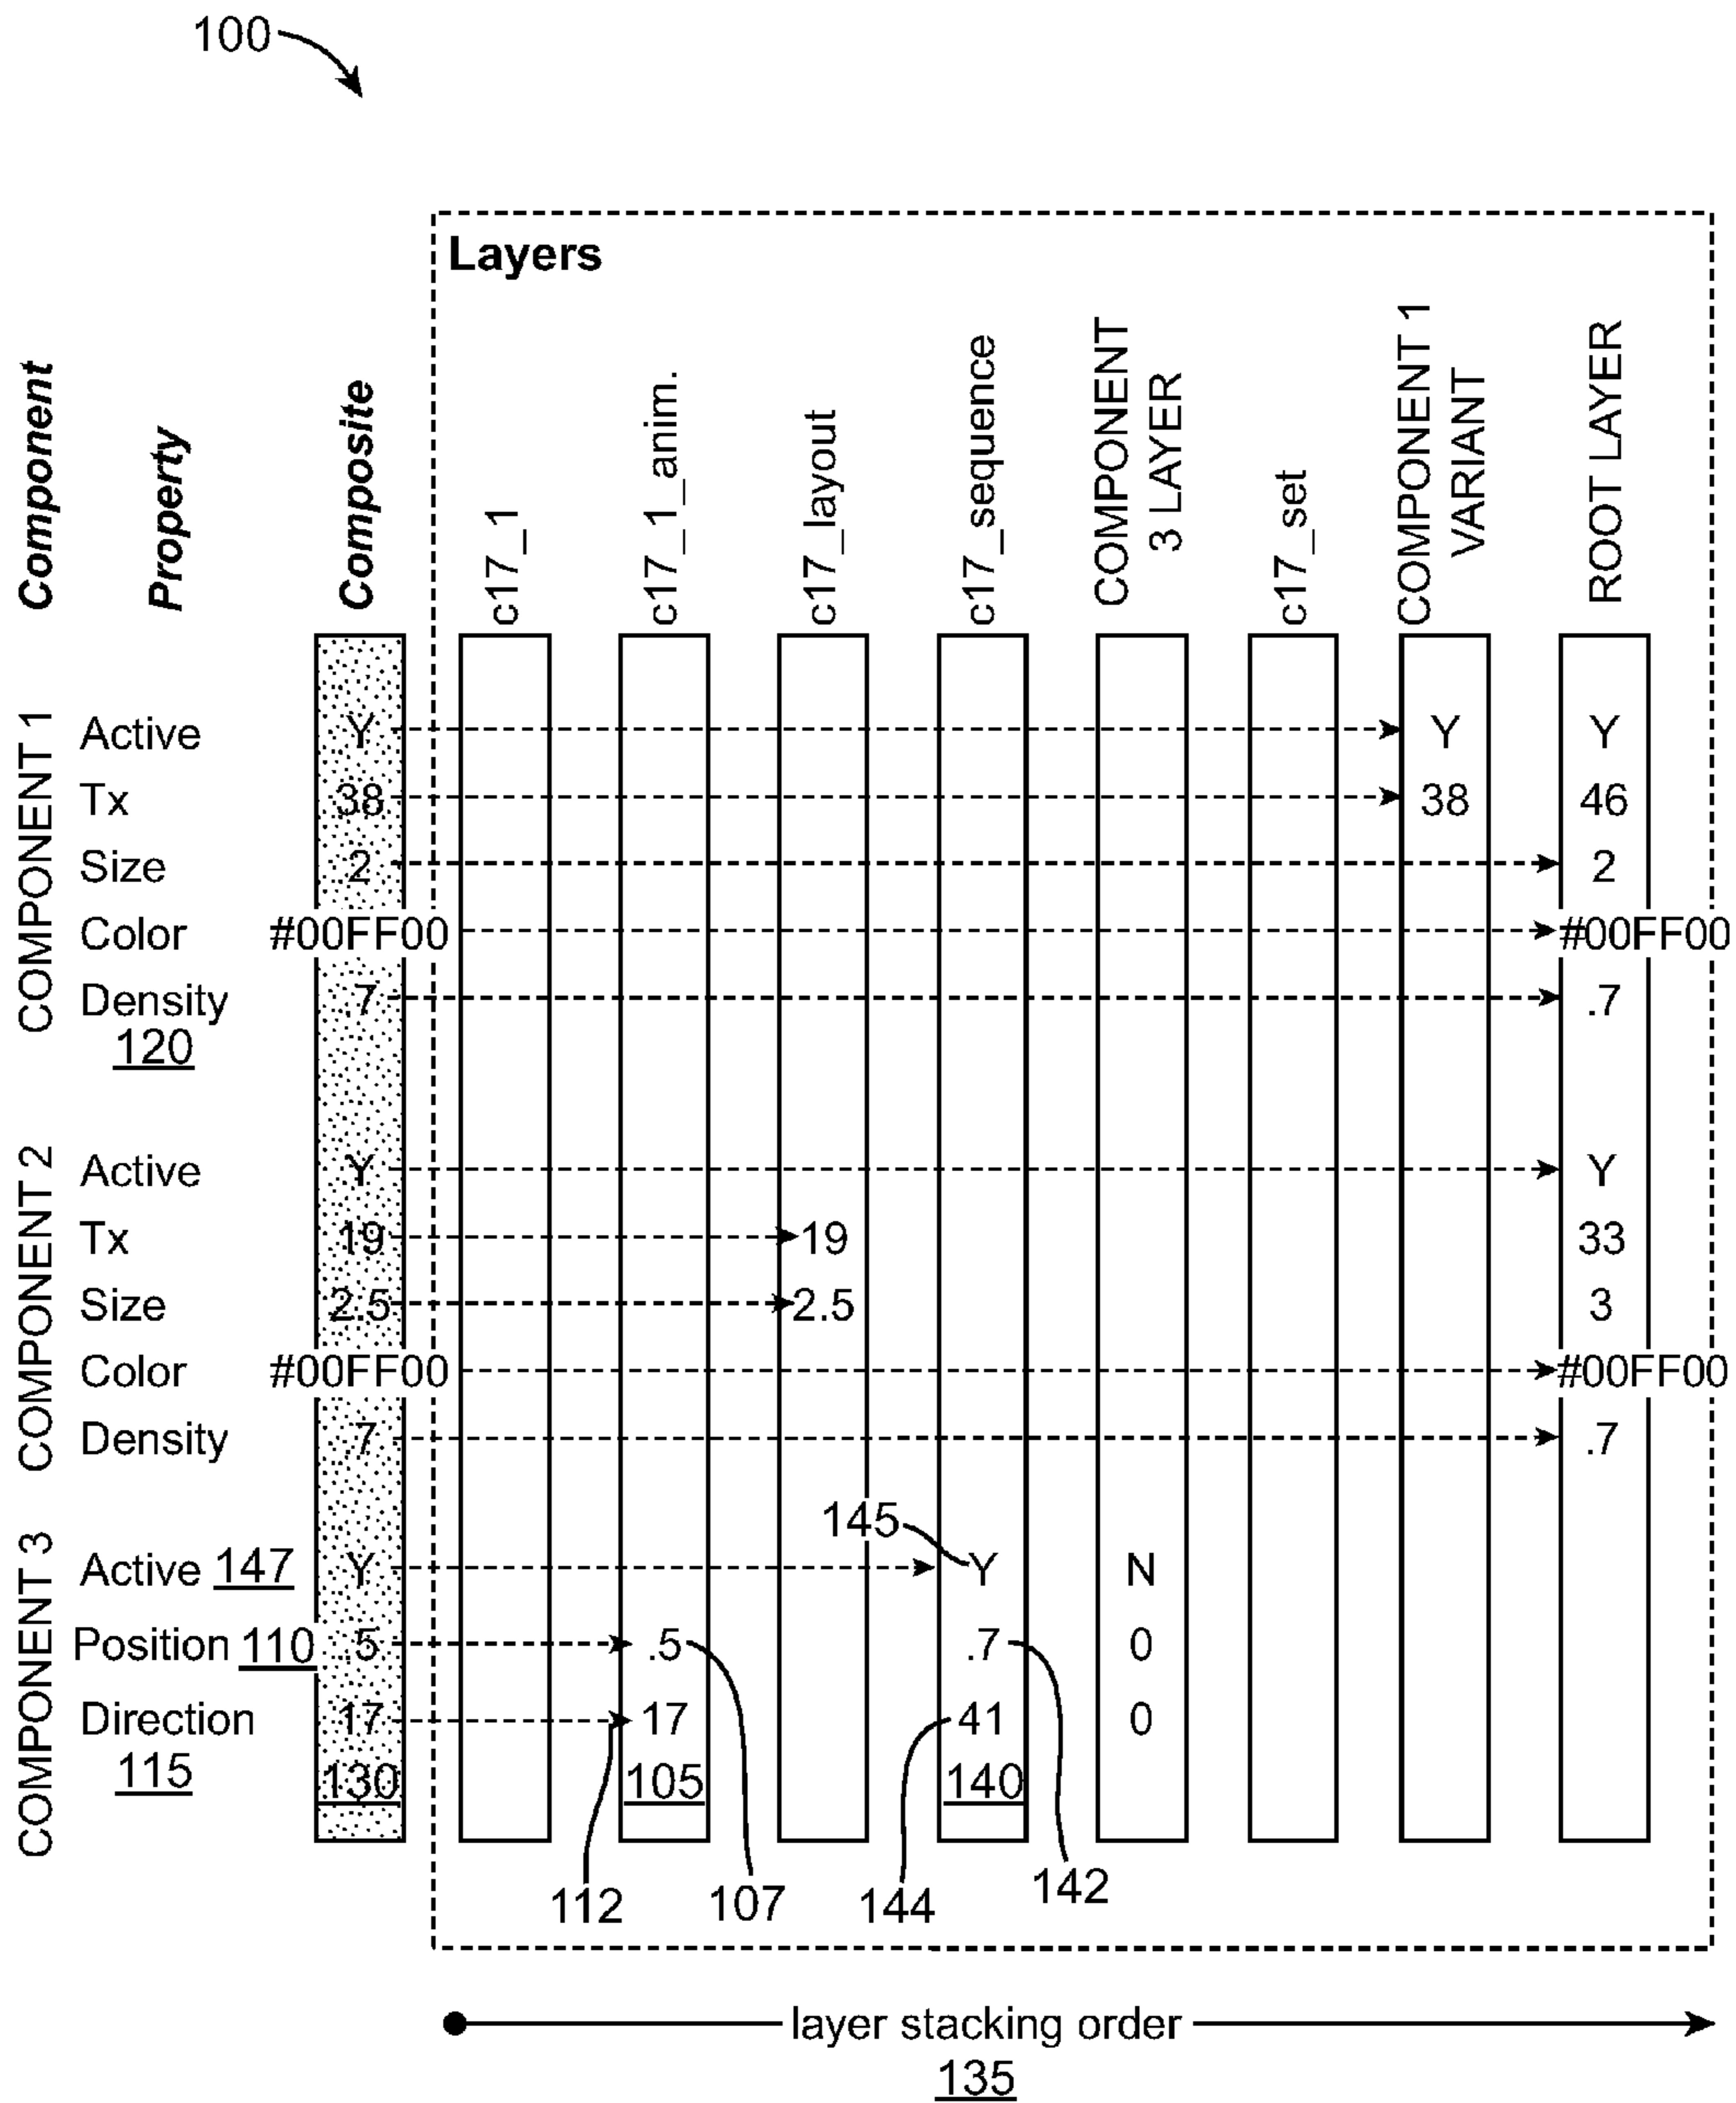 100
Layers
Component
Property
Composite
c17_1
c17_1_anim.
c17_layout
c17_sequence
COMPONENT
3 LAYER
c17_set
COMPONENT 1
VARIANT
ROOT LAYER
COMPONENT 1
Active Y Y Y
Tx 38 38 46
Size 2 2
Color #00FF00 #00FF00
Density .7 .7
120
COMPONENT 2
Active Y Y
Tx 19 19 33
Size 2.5 2.5 3
Color #00FF00 #00FF00
Density .7 .7
COMPONENT 3
145
Active 147 Y Y N
Position 110 .5 .5 .7 0
Direction 17 17 41 0
115 130 105 140
112 107 144 142
layer stacking order
135